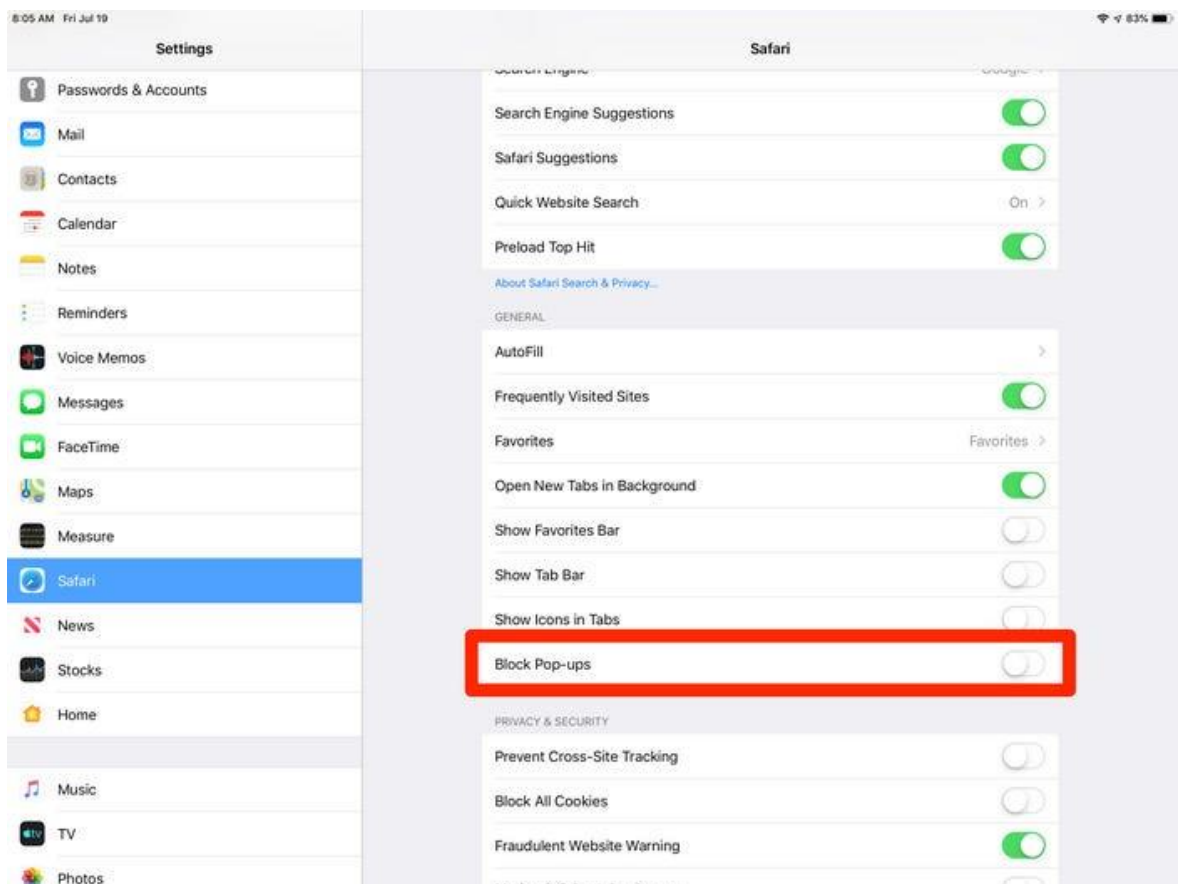 8:05 AM Fri Jul 19
83%
Settings
Safari
Passwords & Accounts
Mail
Contacts
Calendar
Notes
Reminders
Voice Memos
Messages
FaceTime
Maps
Measure
Safari
News
Stocks
Home
Music
TV
Photos
Search Engine
Google
Search Engine Suggestions
Safari Suggestions
Quick Website Search On
Preload Top Hit
About Safari Search & Privacy...
GENERAL
AutoFill
Frequently Visited Sites
Favorites Favorites
Open New Tabs in Background
Show Favorites Bar
Show Tab Bar
Show Icons in Tabs
Block Pop-ups
PRIVACY & SECURITY
Prevent Cross-Site Tracking
Block All Cookies
Fraudulent Website Warning